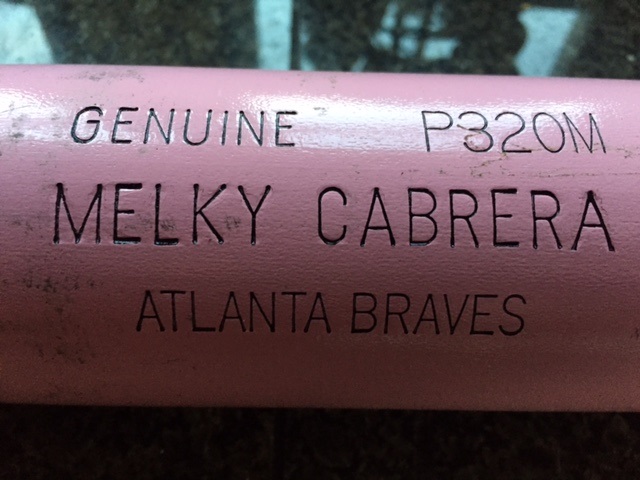 GENUINE P320M
MELKY CABRERA
ATLANTA BRAVES